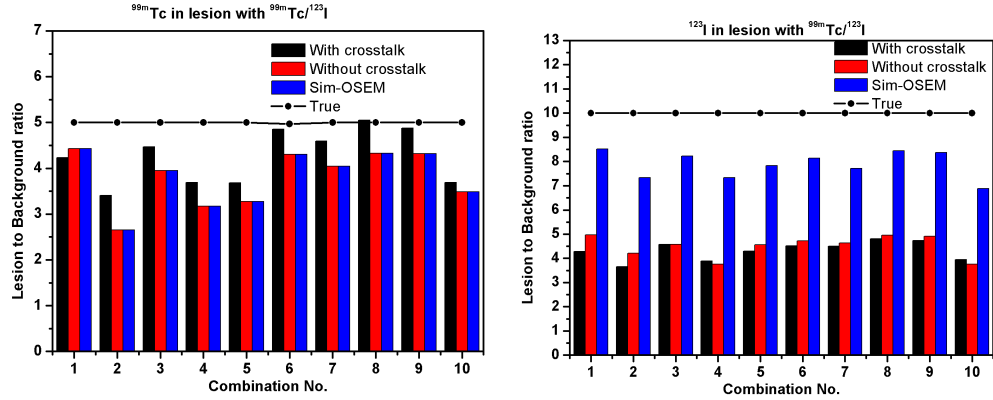 ⁹⁹ᵐTc in lesion with ⁹⁹ᵐTc/¹²³I
With crosstalk
Without crosstalk
Sim-OSEM
True
Lesion to Background ratio
7
6
5
4
3
2
1
0
1 2 3 4 5 6 7 8 9 10
Combination No.
¹²³I in lesion with ⁹⁹ᵐTc/¹²³I
With crosstalk
Without crosstalk
Sim-OSEM
True
Lesion to Background ratio
13
12
11
10
9
8
7
6
5
4
3
2
1
0
1 2 3 4 5 6 7 8 9 10
Combination No.